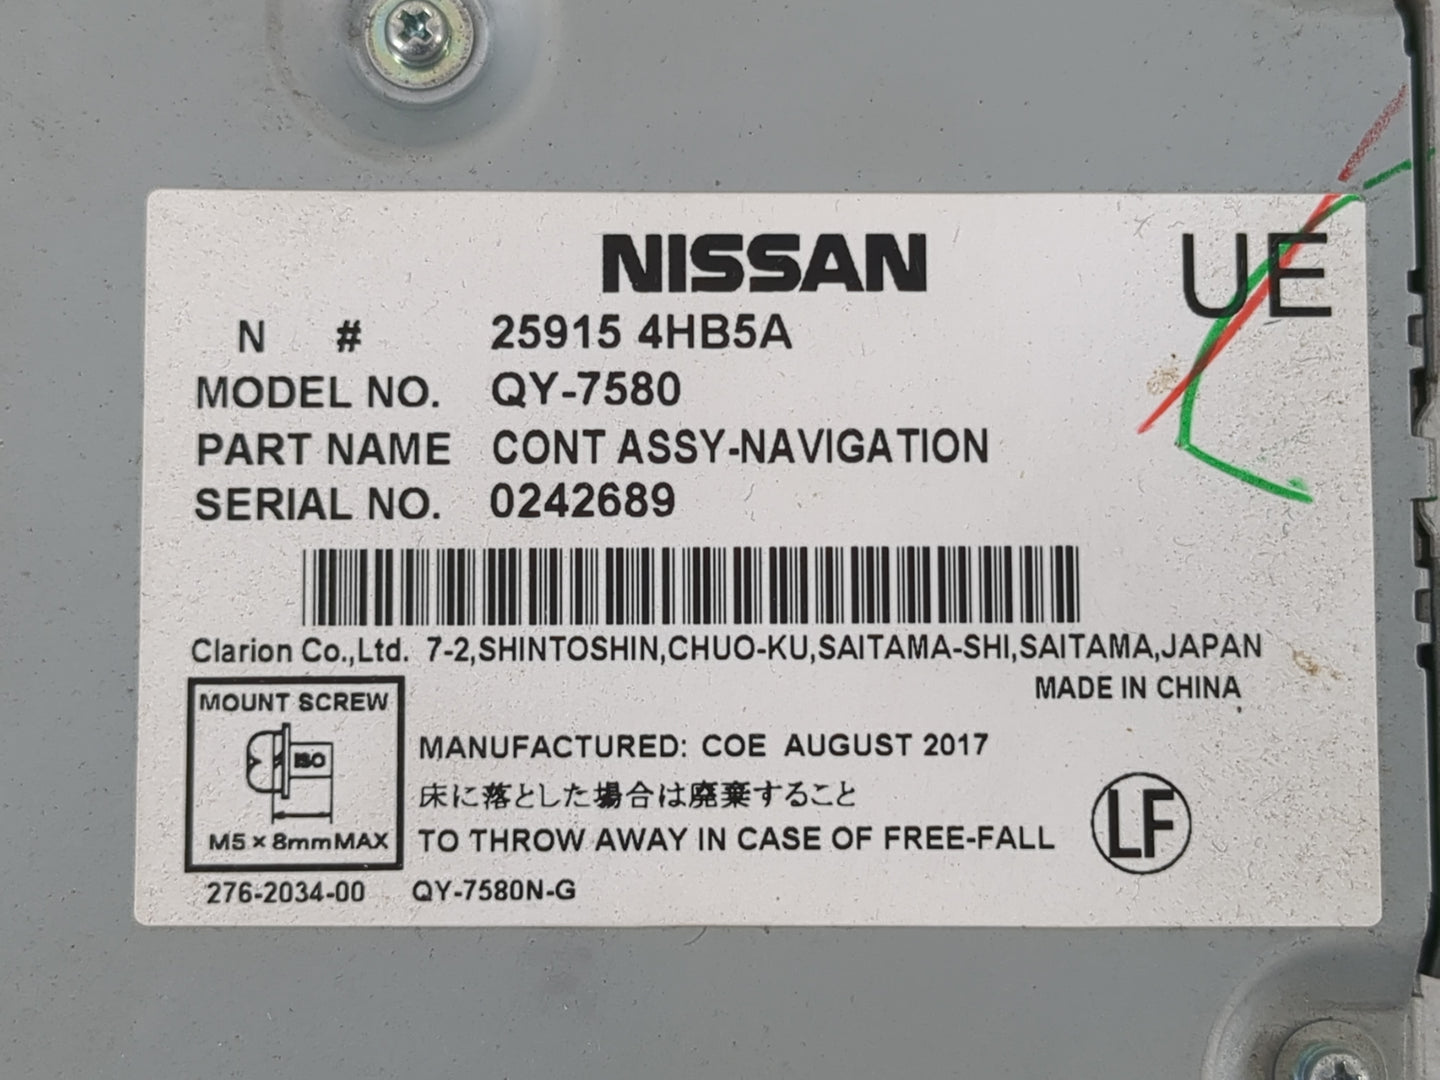 NISSAN
UE
N # 25915 4HB5A
MODEL NO. QY-7580
PART NAME CONT ASSY-NAVIGATION
SERIAL NO. 0242689
Clarion Co.,Ltd. 7-2,SHINTOSHIN,CHUO-KU,SAITAMA-SHI,SAITAMA,JAPAN
MADE IN CHINA
MOUNT SCREW
ISO
M5 × 8mmMAX
MANUFACTURED: COE AUGUST 2017
床に落とした場合は廃棄すること
TO THROW AWAY IN CASE OF FREE-FALL
LF
276-2034-00 QY-7580N-G